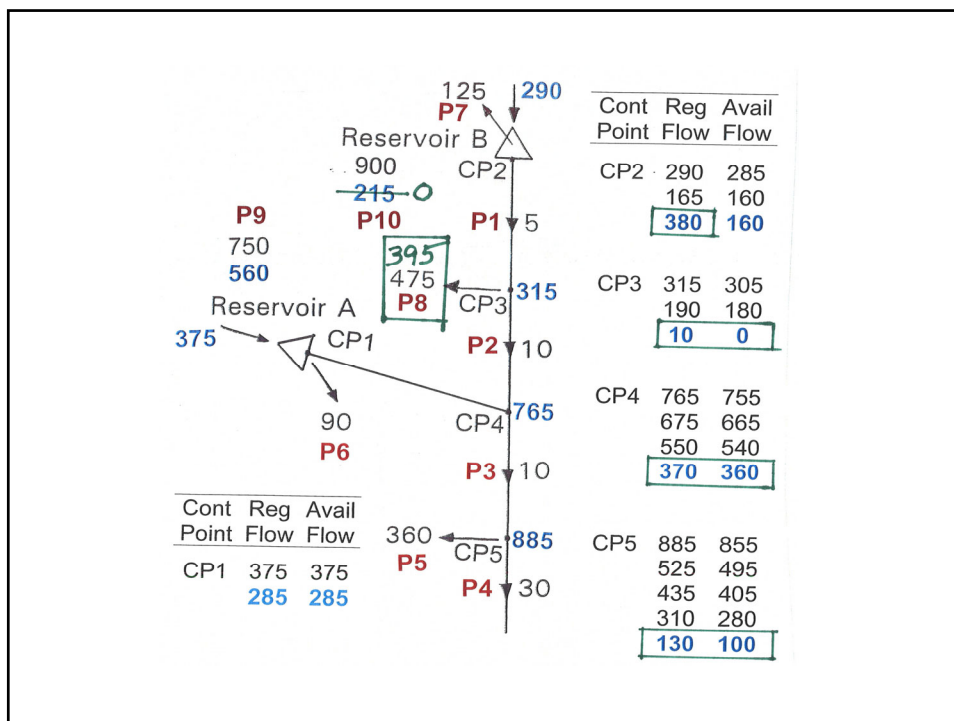 125 290
P7
Reservoir B
900
CP2
215 0
P10
P1 5
P9
750
560
395
475
P8
CP3 315
Reservoir A
375
CP1
P2 10
90
P6
765
CP4
P3 10
360
P5
CP5 885
P4 30
Cont Reg Avail
Point Flow Flow
CP1 375 375
285 285
Cont Reg Avail
Point Flow Flow
CP2 290 285
165 160
380 160
CP3 315 305
190 180
10 0
CP4 765 755
675 665
550 540
370 360
CP5 885 855
525 495
435 405
310 280
130 100